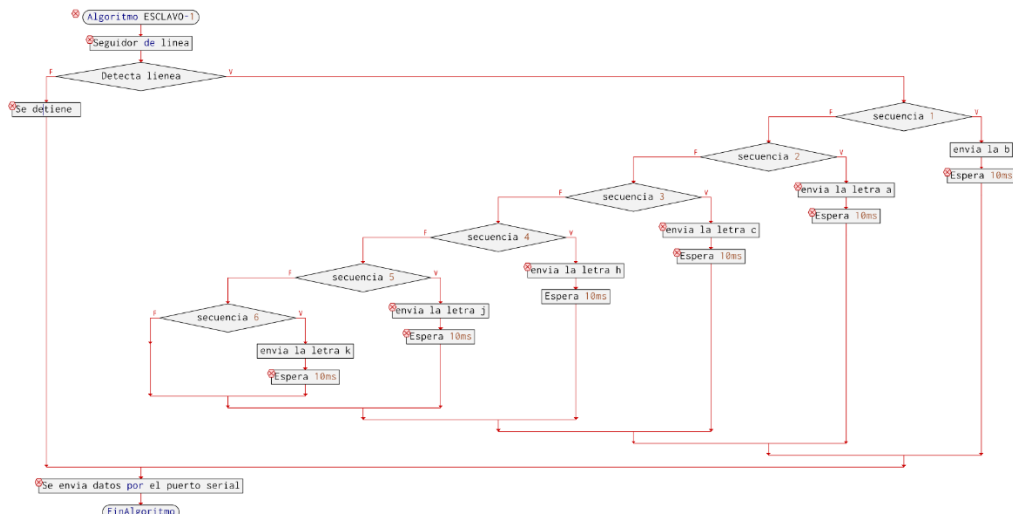 Algoritmo ESCLAVO-1
Seguidor de linea
F
Detecta lienea
V
Se detiene
F
secuencia 1
V
envía la b
Espera 10ms
F
secuencia 2
V
envia la letra a
Espera 10ms
F
secuencia 3
V
envia la letra c
Espera 10ms
F
secuencia 4
V
envia la letra h
Espera 10ms
F
secuencia 5
V
envia la letra j
Espera 10ms
F
secuencia 6
V
envia la letra k
Espera 10ms
Se envia datos por el puerto serial
FinAlgoritmo